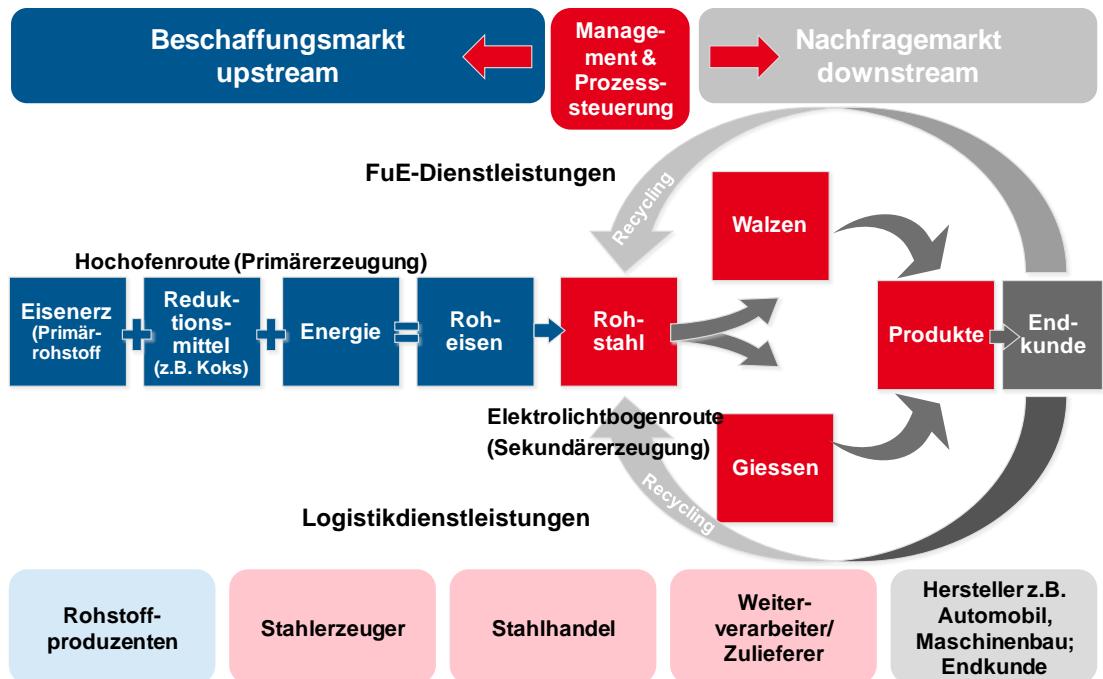 Beschaffungsmarkt
upstream
Manage-
ment &
Prozess-
steuerung
Nachfragemarkt
downstream
FuE-Dienstleistungen
Recycling
Walzen
Hochofenroute (Primärerzeugung)
Eisenerz
(Primär-
rohstoff
Reduk-
tions-
mittel
(z.B. Koks)
Energie
Roh-
eisen
Roh-
stahl
Produkte
End-
kunde
Elektrolichtbogenroute
(Sekundärerzeugung)
Giessen
Recycling
Logistikdienstleistungen
Rohstoff-
produzenten
Stahlerzeuger
Stahlhandel
Weiter-
verarbeiter/
Zulieferer
Hersteller z.B.
Automobil,
Maschinenbau;
Endkunde